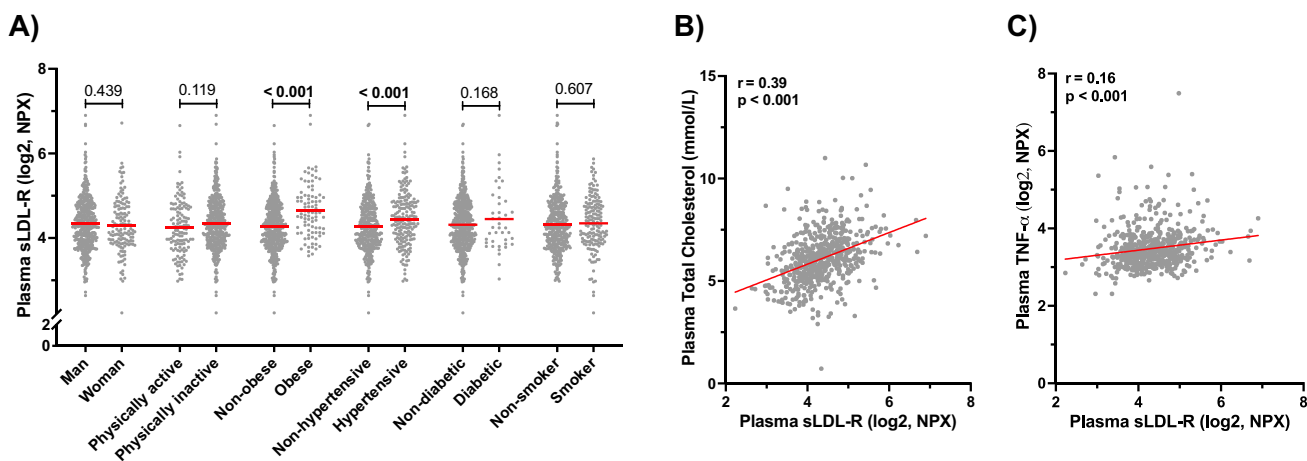 A)
Plasma sLDL-R (log2, NPX)
8
6
4
2
0
0.439
0.119
< 0.001
< 0.001
0.168
0.607
Man
Woman
Physically active
Physically inactive
Non-obese
Obese
Non-hypertensive
Hypertensive
Non-diabetic
Diabetic
Non-smoker
Smoker
B)
Plasma Total Cholesterol (mmol/L)
15
10
5
0
r = 0.39
p < 0.001
2
4
6
8
Plasma sLDL-R (log2, NPX)
C)
Plasma TNF-α (log2, NPX)
8
6
4
2
0
r = 0.16
p < 0.001
2
4
6
8
Plasma sLDL-R (log2, NPX)